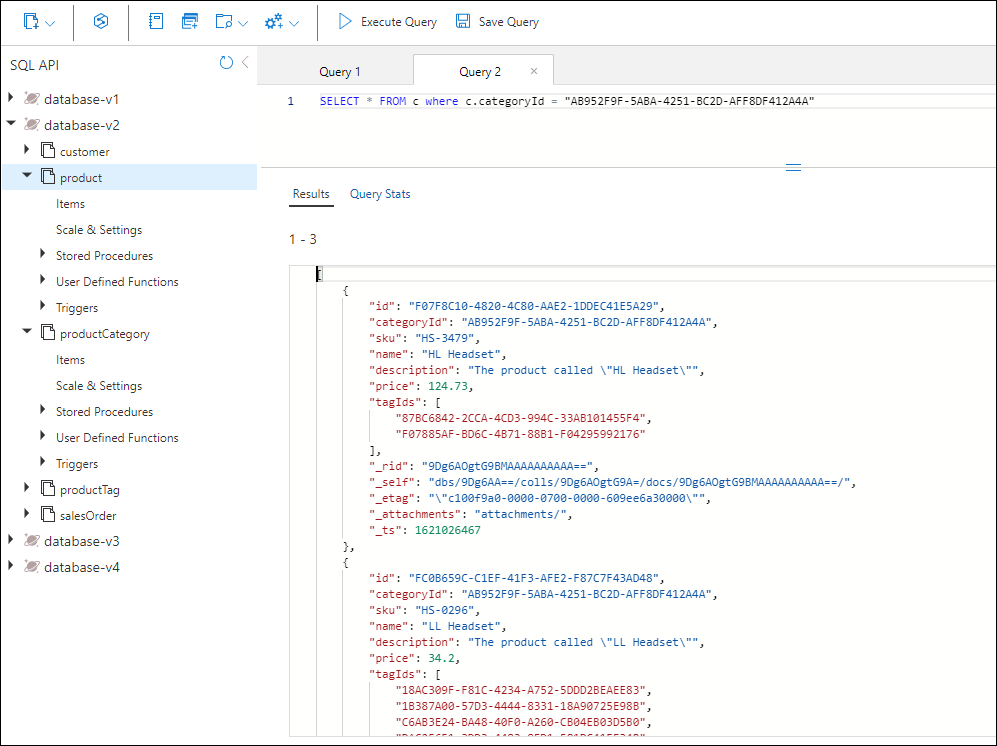 Execute Query
Save Query
SQL API
database-v1
database-v2
customer
product
Items
Scale & Settings
Stored Procedures
User Defined Functions
Triggers
productCategory
Items
Scale & Settings
Stored Procedures
User Defined Functions
Triggers
productTag
salesOrder
database-v3
database-v4
Query 1
Query 2
1 SELECT * FROM c where c.categoryId = "AB952F9F-5ABA-4251-BC2D-AFF8DF412A4A"
Results Query Stats
1 - 3
[
{
"id": "F07F8C10-4820-4C80-AAE2-1DDEC41E5A29",
"categoryId": "AB952F9F-5ABA-4251-BC2D-AFF8DF412A4A",
"sku": "HS-3479",
"name": "HL Headset",
"description": "The product called \"HL Headset\"",
"price": 124.73,
"tagIds": [
"87BC6842-2CCA-4CD3-994C-33AB101455F4",
"F07885AF-BD6C-4B71-88B1-F04295992176"
],
"_rid": "9Dg6AOgtG9BMAAAAAAAAAA==",
"_self": "dbs/9Dg6AA==/colls/9Dg6AOgtG9A=/docs/9Dg6AOgtG9BMAAAAAAAAAA==/",
"_etag": "\"c100f9a0-0000-0700-0000-609ee6a30000\"",
"_attachments": "attachments/",
"_ts": 1621026467
},
{
"id": "FC0B659C-C1EF-41F3-AFE2-F87C7F43AD48",
"categoryId": "AB952F9F-5ABA-4251-BC2D-AFF8DF412A4A",
"sku": "HS-0296",
"name": "LL Headset",
"description": "The product called \"LL Headset\"",
"price": 34.2,
"tagIds": [
"18AC309F-F81C-4234-A752-5DDD2BEAEE83",
"1B387A00-57D3-4444-8331-18A90725E98B",
"C6AB3E24-BA48-40F0-A260-CB04EB03D5B0",